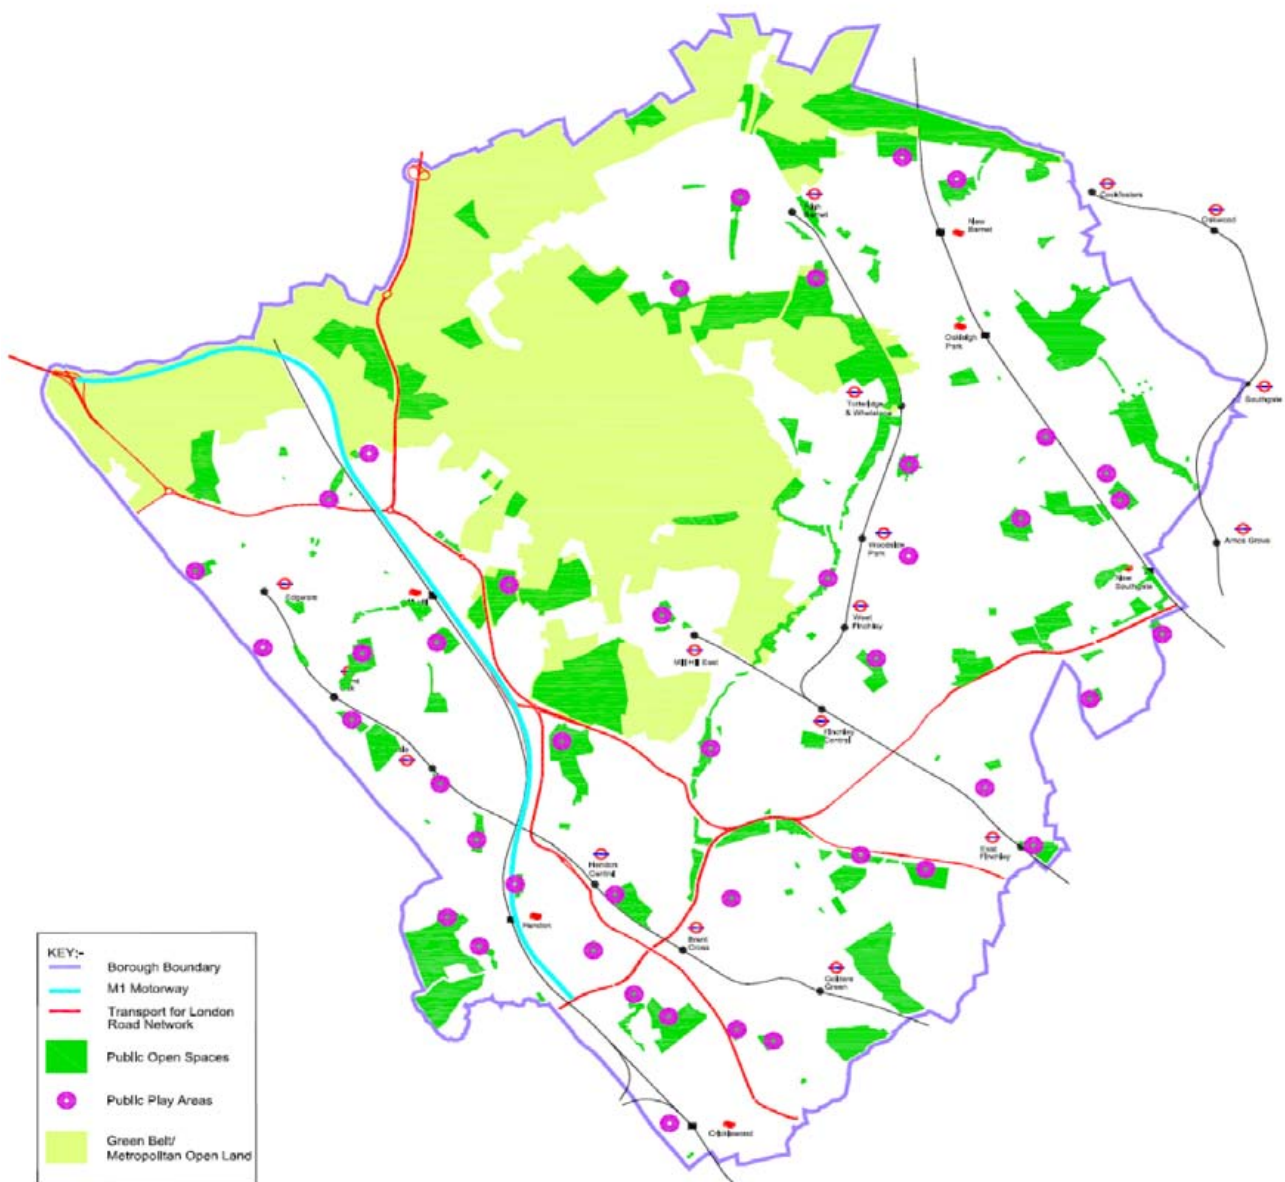 High
Barnet
Cockfosters
Oakwood
New
Barnet
Oakleigh
Park
Southgate
Totteridge
& Whetstone
Woodside
Park
Arnos Grove
New
Southgate
Edgware
West
Finchley
Mill Hill East
Finchley
Central
East
Finchley
Hendon
Central
Hendon
Brent
Cross
Golders
Green
Cricklewood
KEY:-
Borough Boundary
M1 Motorway
Transport for London
Road Network
Public Open Spaces
Public Play Areas
Green Belt/
Metropolitan Open Land